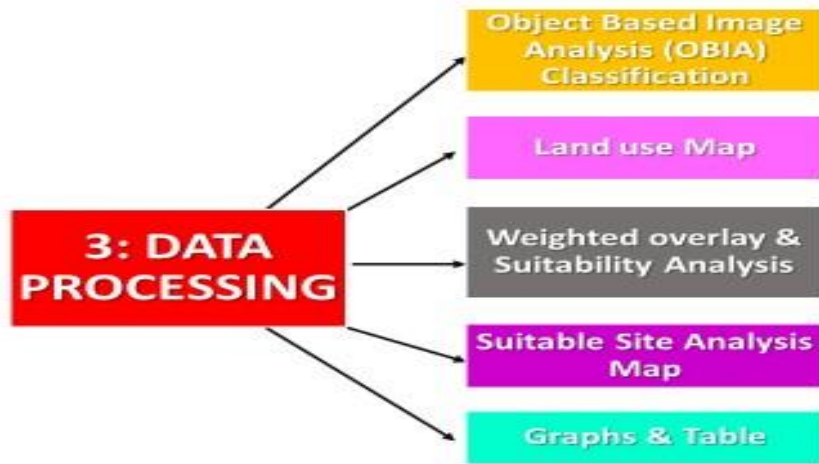 Object Based Image
Analysis (OBIA)
Classification
Land use Map
3: DATA
PROCESSING
Weighted overlay &
Suitability Analysis
Suitable Site Analysis
Map
Graphs & Table